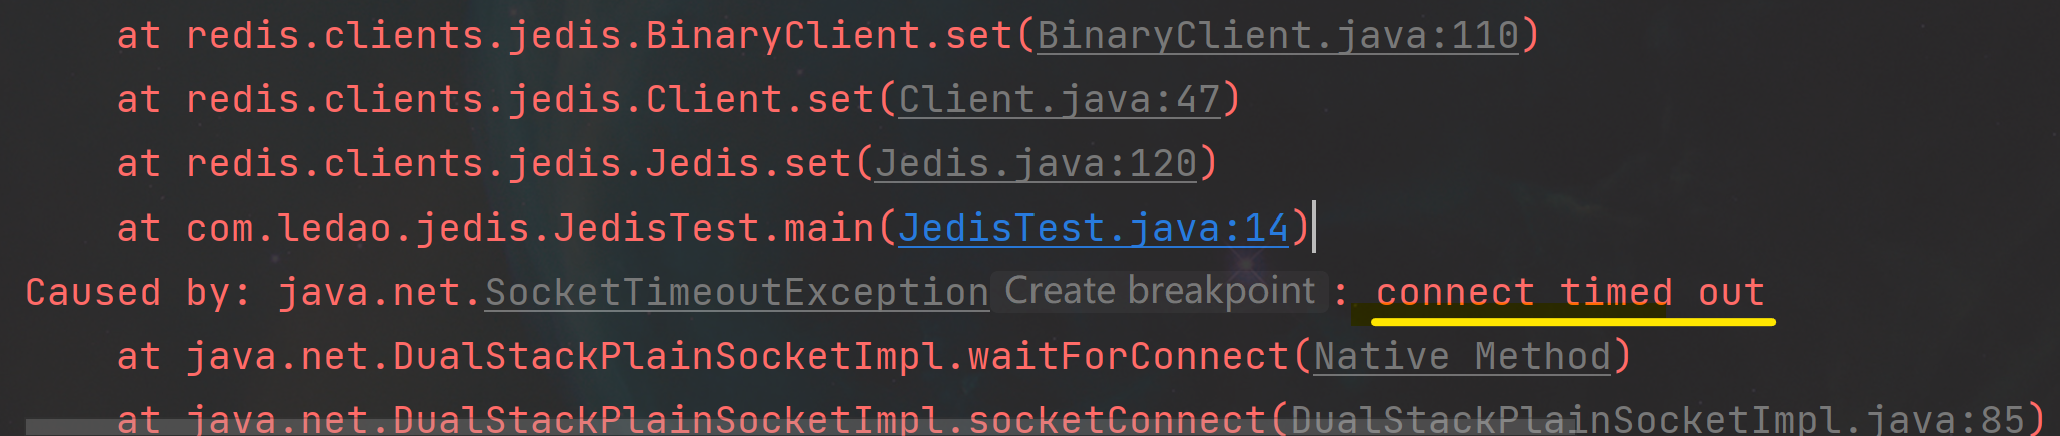 at redis.clients.jedis.BinaryClient.set(BinaryClient.java:110)
at redis.clients.jedis.Client.set(Client.java:47)
at redis.clients.jedis.Jedis.set(Jedis.java:120)
at com.ledao.jedis.JedisTest.main(JedisTest.java:14)
Caused by: java.net.SocketTimeoutException Create breakpoint : connect timed out
at java.net.DualStackPlainSocketImpl.waitForConnect(Native Method)
at java.net.DualStackPlainSocketImpl.socketConnect(DualStackPlainSocketImpl.java:85)